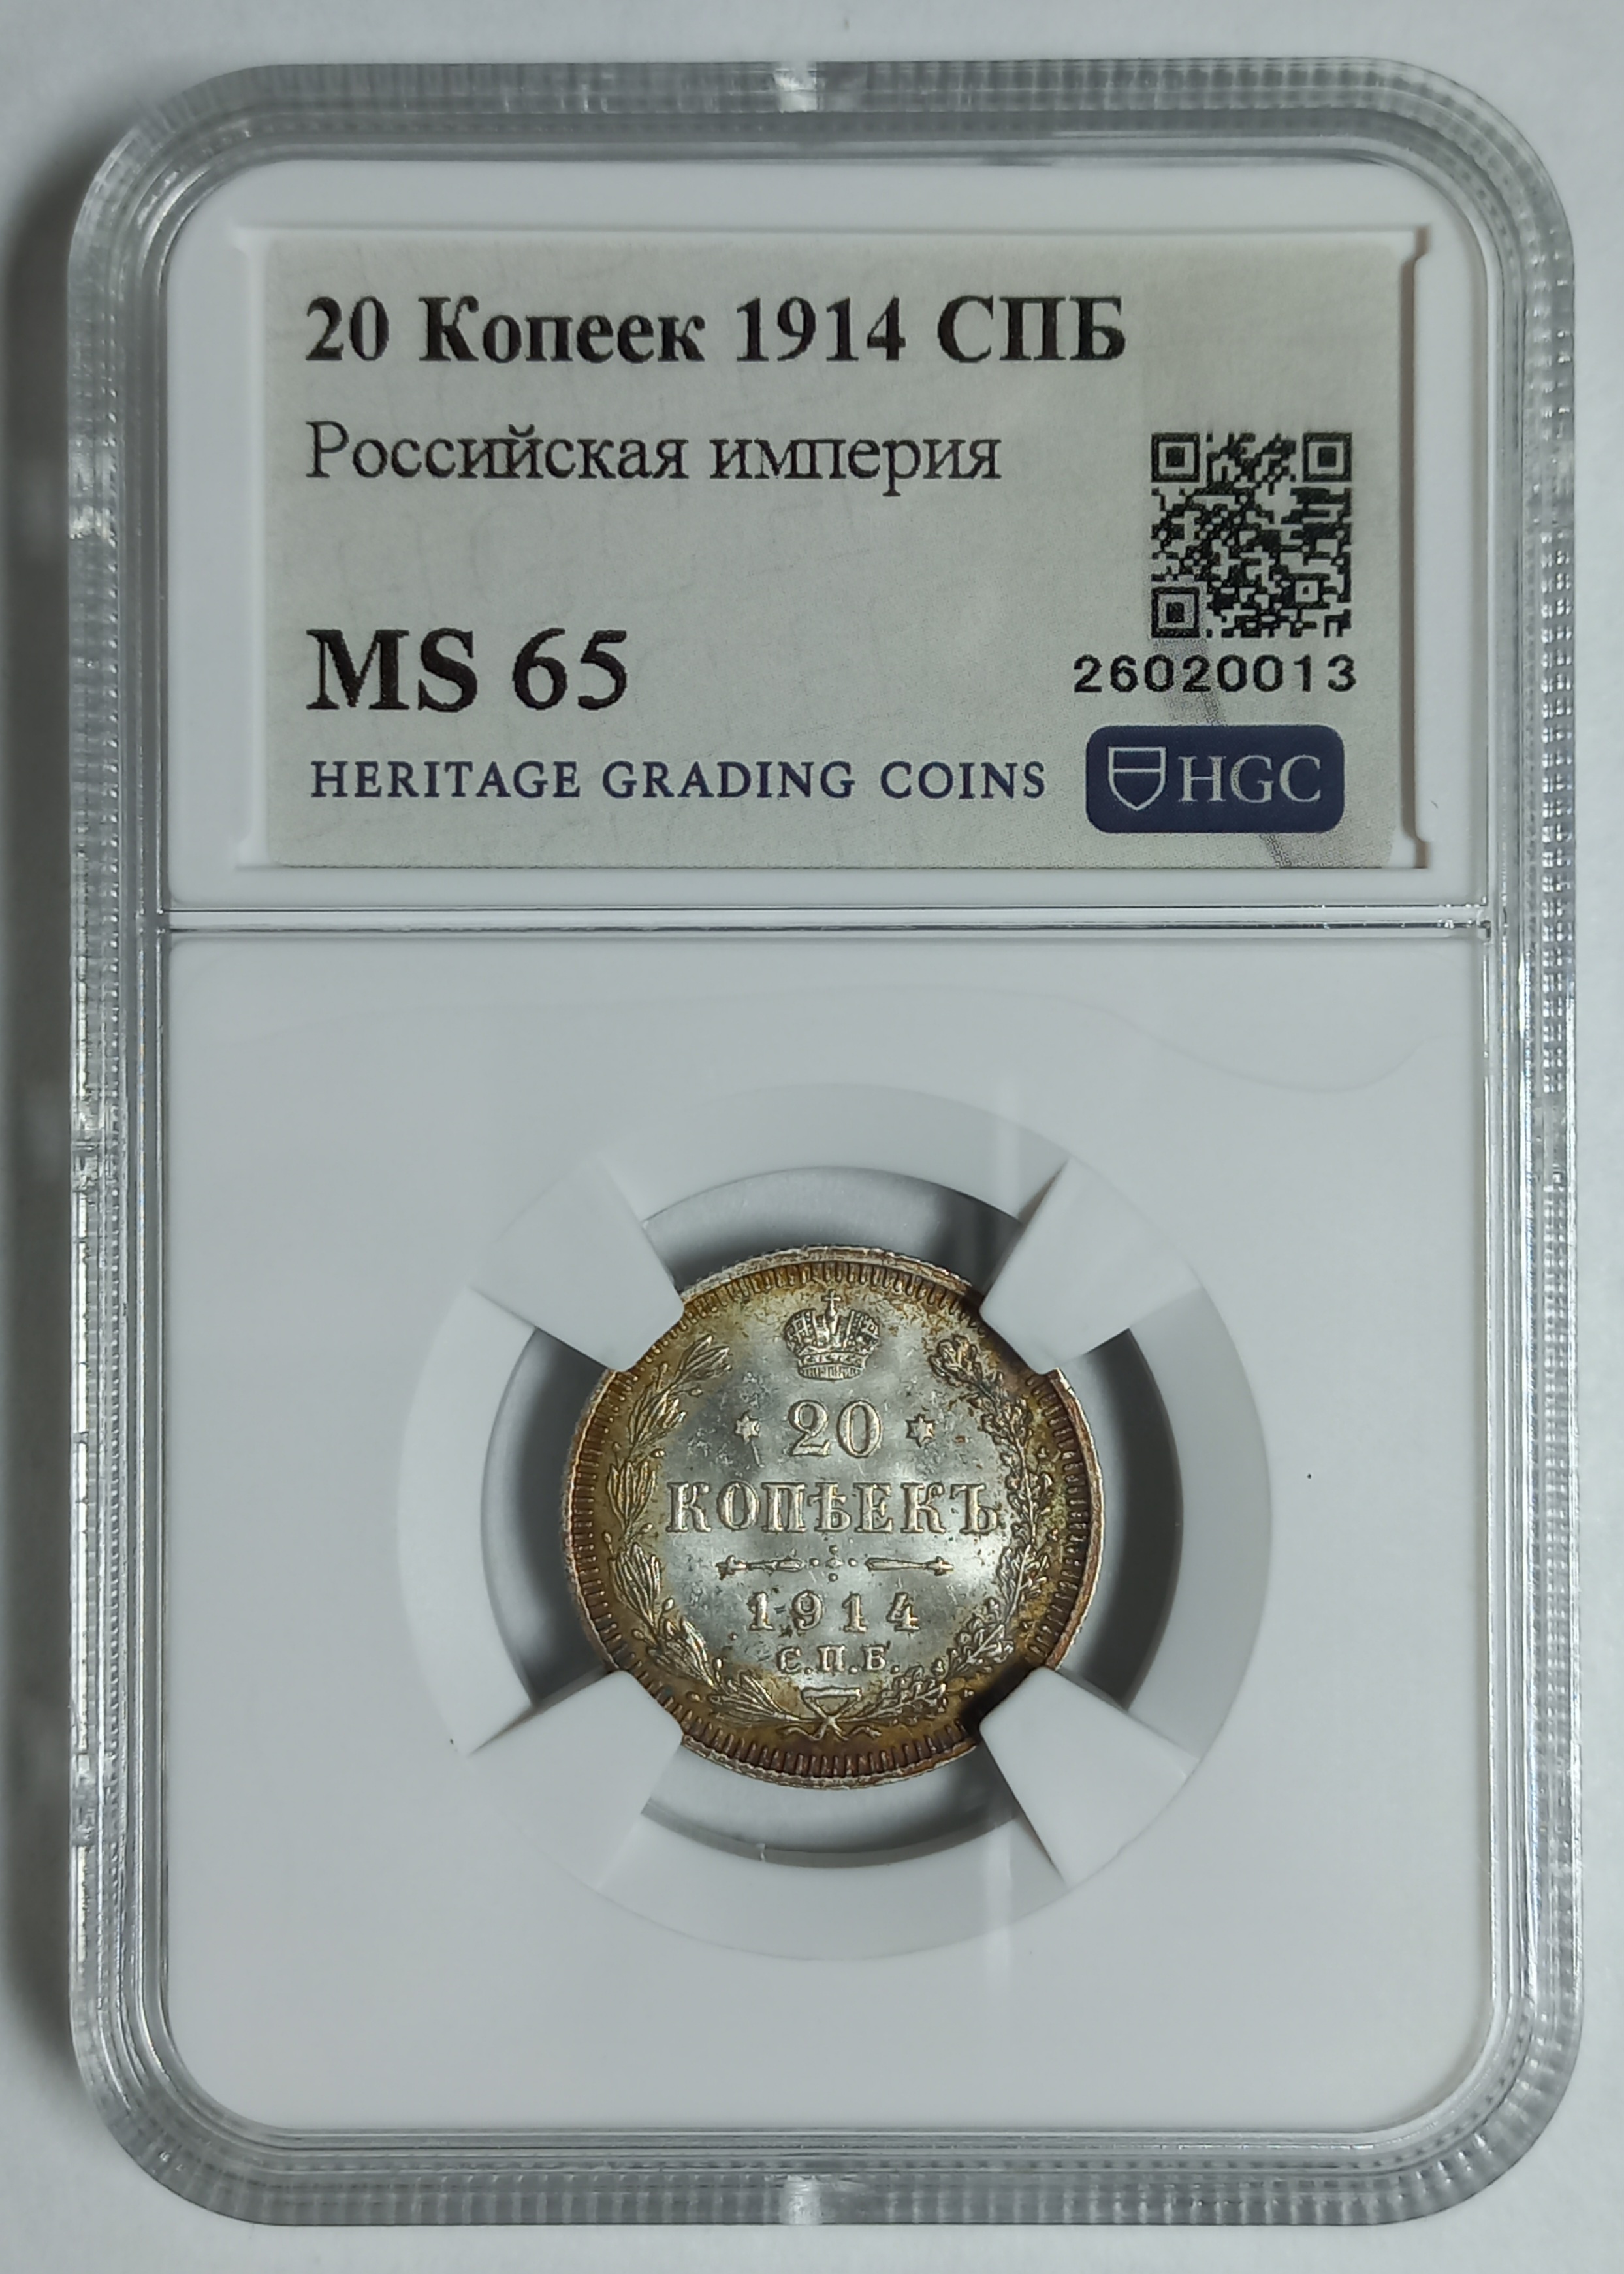 20 Копеек 1914 СПБ
Российская империя
MS 65
26020013
HERITAGE GRADING COINS
HGC
20
КОПѢЕКЪ
1914
С.П.Б.